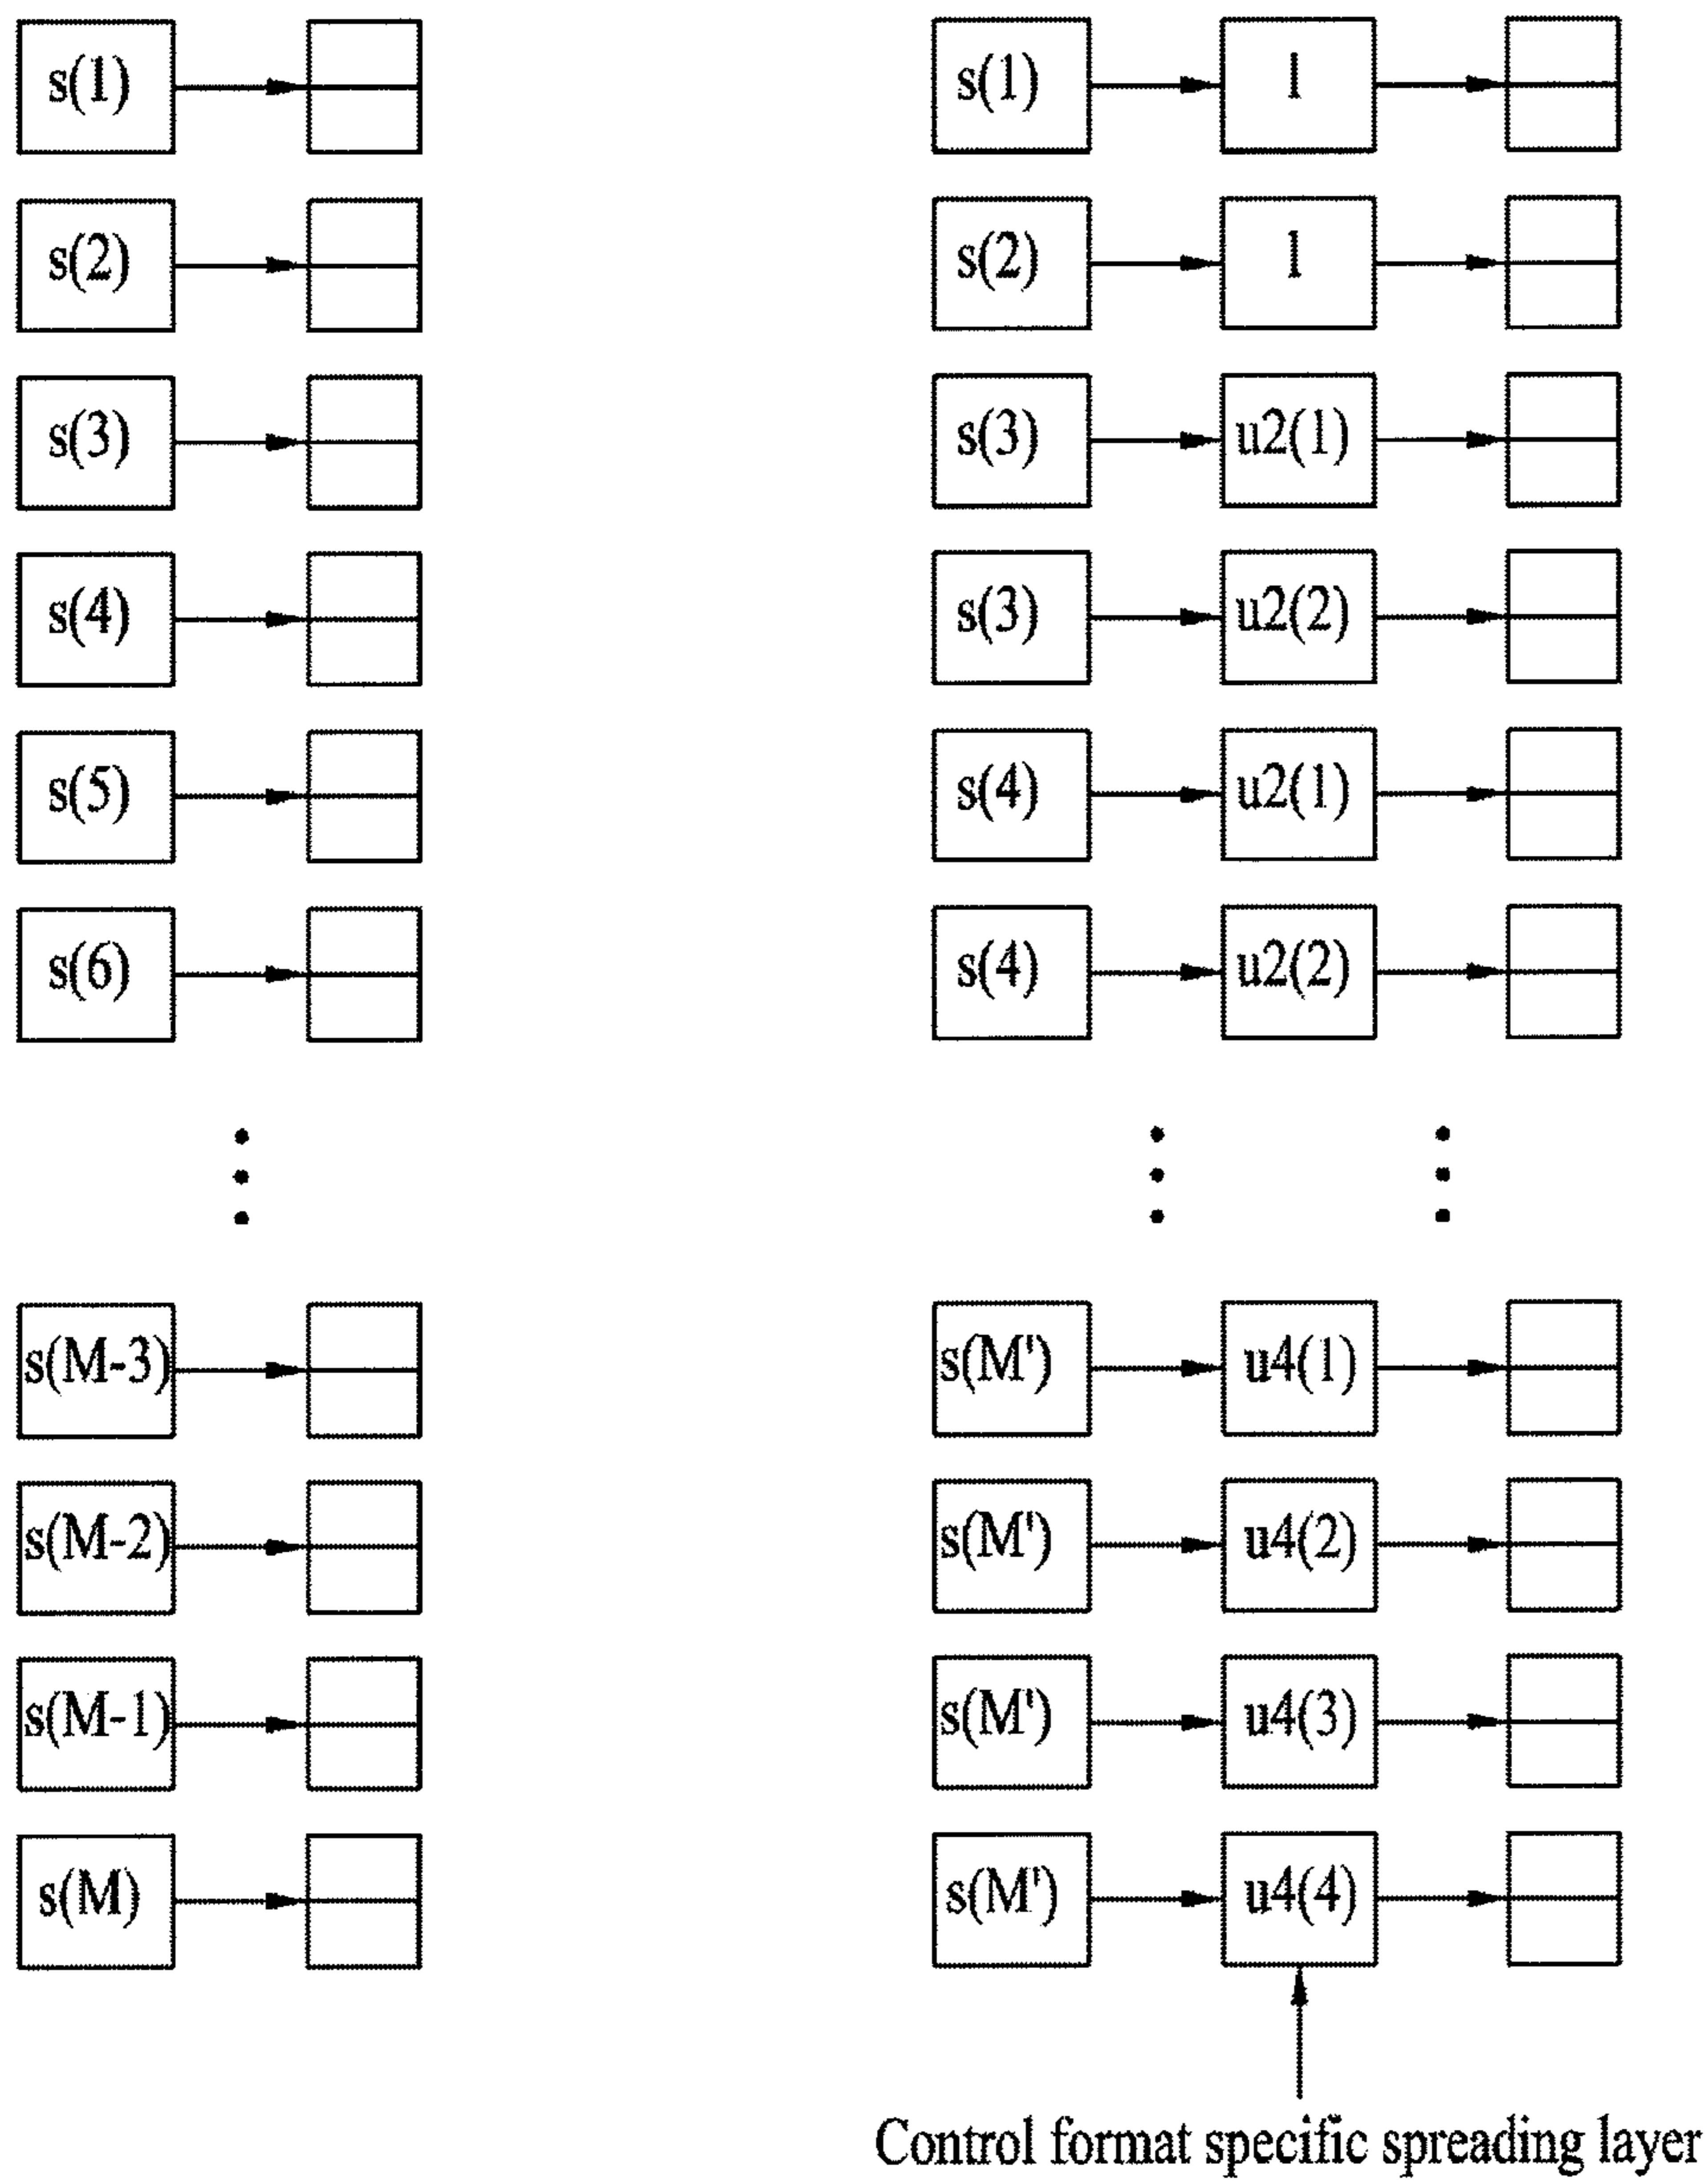 s(1) s(1) 1
s(2) s(2) 1
s(3) s(3) u2(1)
s(4) s(3) u2(2)
s(5) s(4) u2(1)
s(6) s(4) u2(2)
s(M-3) s(M') u4(1)
s(M-2) s(M') u4(2)
s(M-1) s(M') u4(3)
s(M) s(M') u4(4)
Control format specific spreading layer